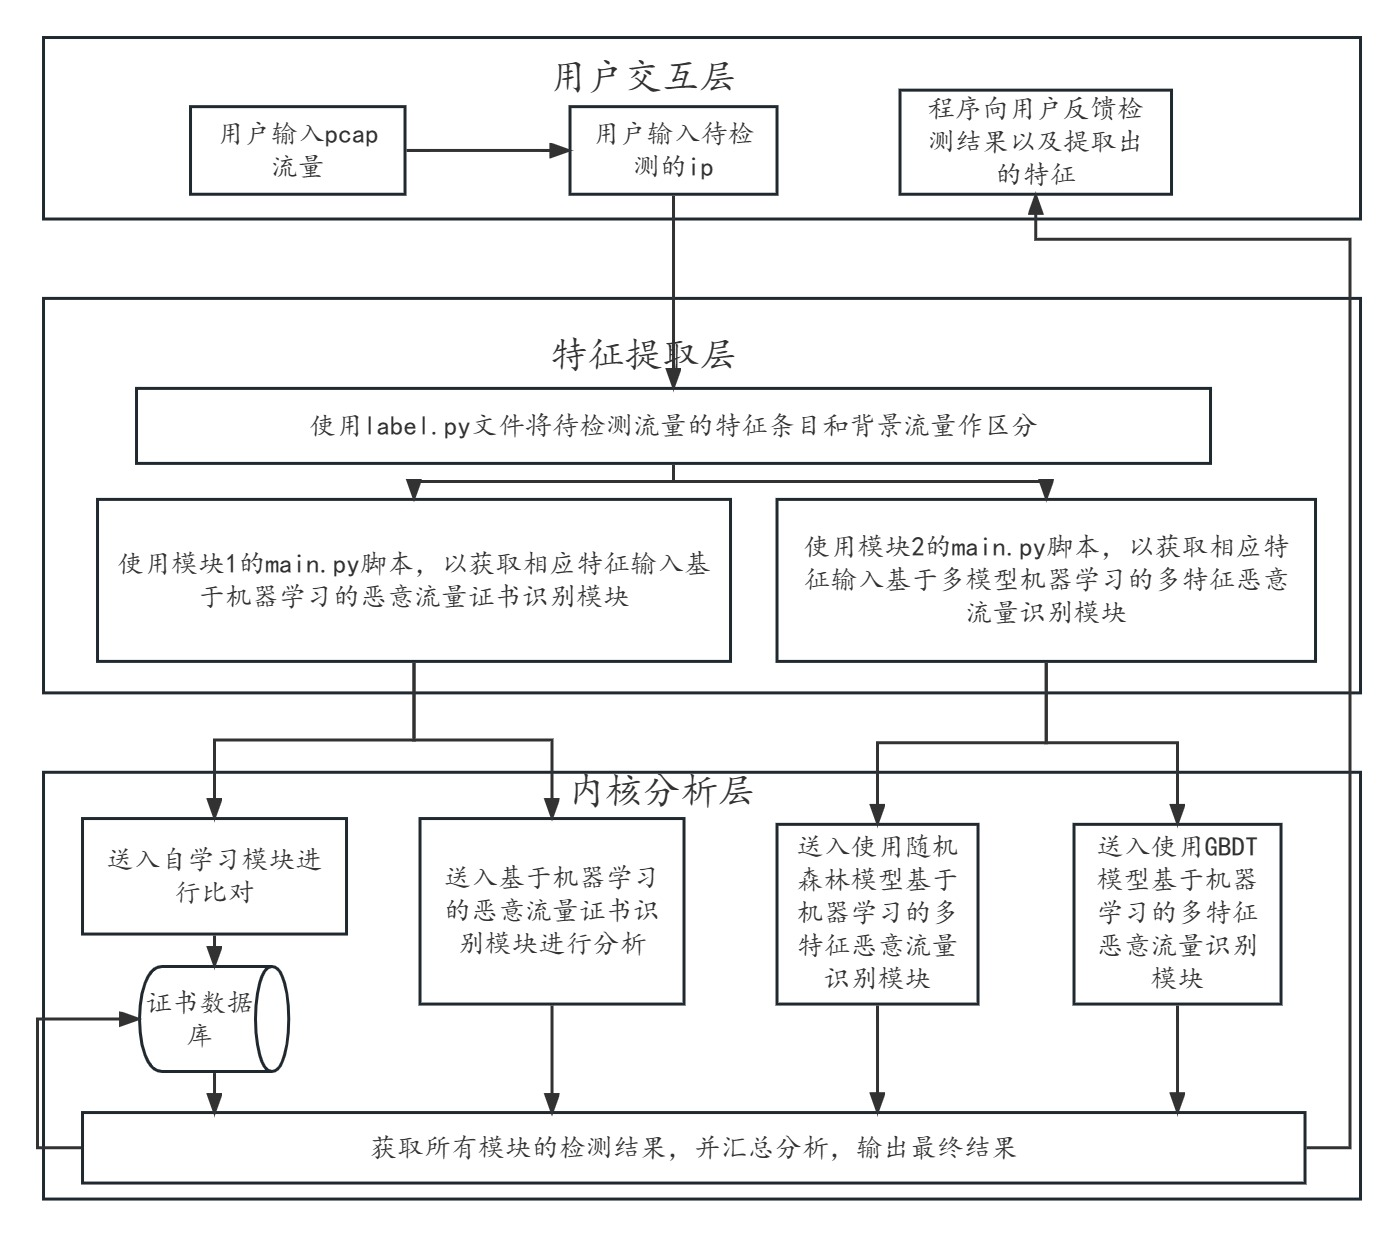 用户交互层
用户输入pcap
流量
用户输入待检
测的ip
程序向用户反馈检
测结果以及提取出
的特征
特征提取层
使用label.py文件将待检测流量的特征条目和背景流量作区分
使用模块1的main.py脚本，以获取相应特征输入基
于机器学习的恶意流量证书识别模块
使用模块2的main.py脚本，以获取相应特
征输入基于多模型机器学习的多特征恶意
流量识别模块
内核分析层
送入自学习模块进
行比对
送入基于机器学习
的恶意流量证书识
别模块进行分析
送入使用随机
森林模型基于
机器学习的多
特征恶意流量
识别模块
送入使用GBDT
模型基于机器
学习的多特征
恶意流量识别
模块
证书数据
库
获取所有模块的检测结果，并汇总分析，输出最终结果